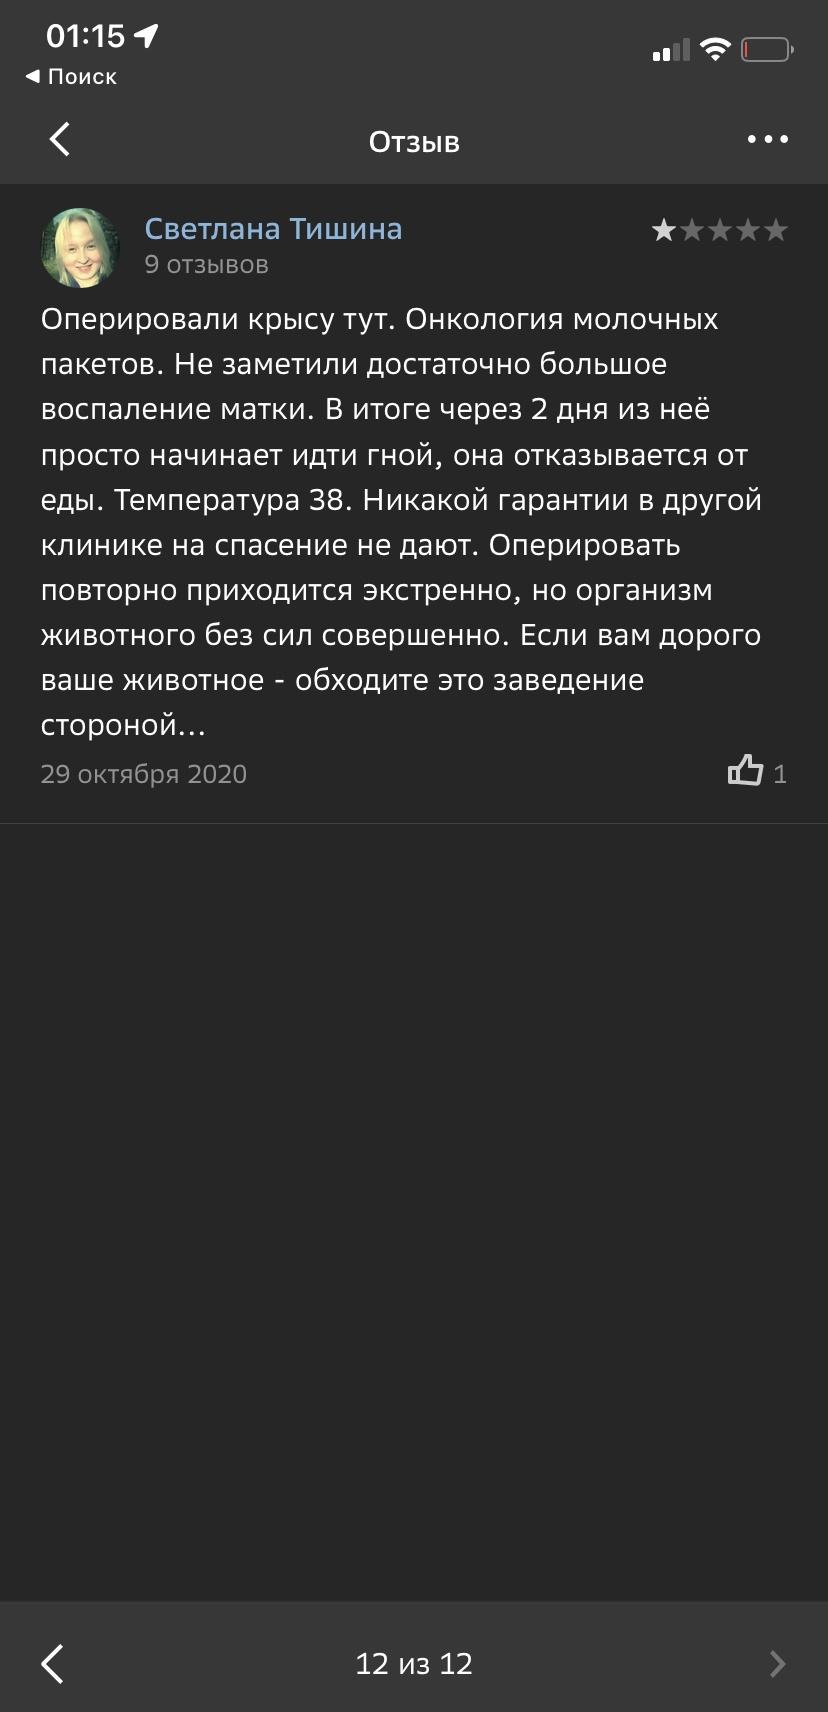 01:15
Поиск
Отзыв
Светлана Тишина
9 отзывов
Оперировали крысу тут. Онкология молочных
пакетов. Не заметили достаточно большое
воспаление матки. В итоге через 2 дня из неё
просто начинает идти гной, она отказывается от
еды. Температура 38. Никакой гарантии в другой
клинике на спасение не дают. Оперировать
повторно приходится экстренно, но организм
животного без сил совершенно. Если вам дорого
ваше животное - обходите это заведение
стороной...
29 октября 2020
1
12 из 12